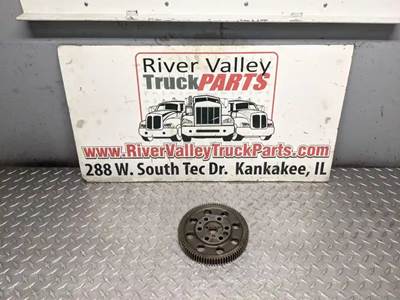 River Valley
TruckPARTS
www.RiverValleyTruckParts.com
288 W. South Tec Dr. Kankakee, IL